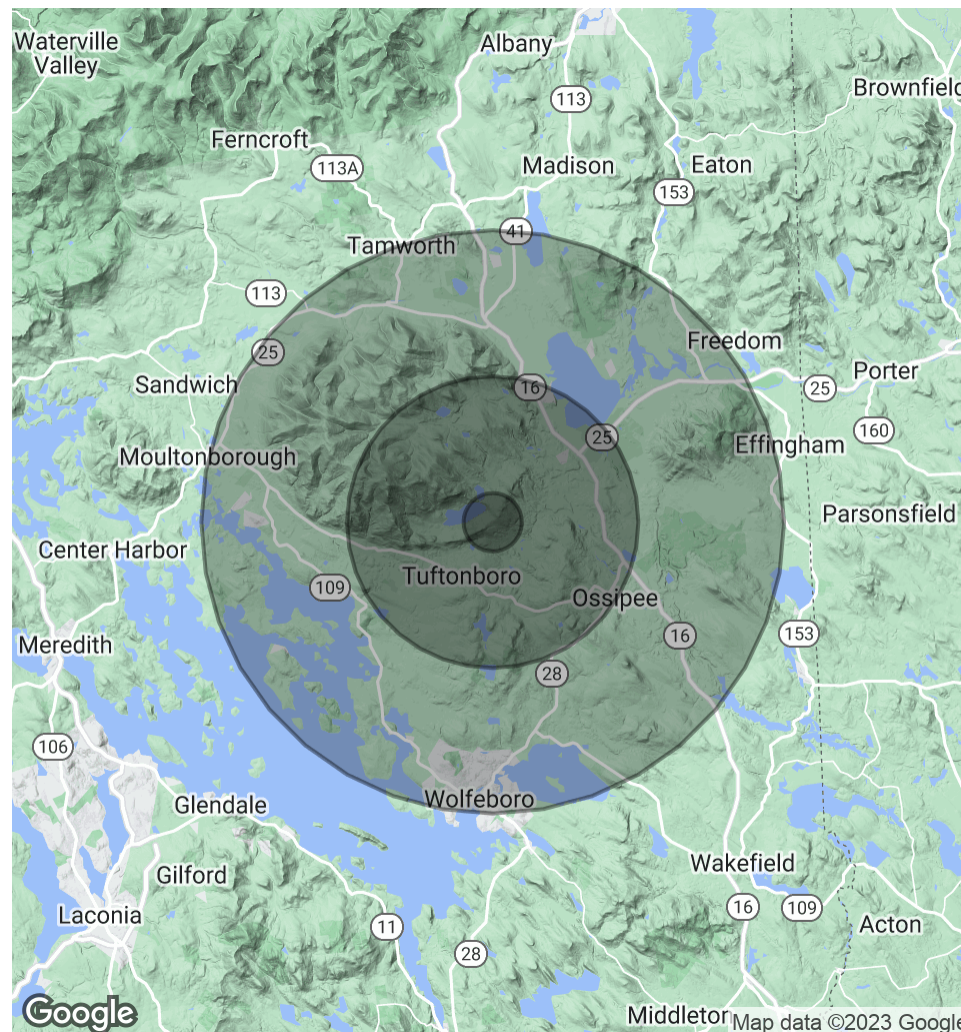 Waterville
Valley
Albany
113
Brownfield
Ferncroft
113A
Madison
Eaton
153
41
Tamworth
113
25
Freedom
Sandwich
16
Porter
25
25
160
Moultonborough
Effingham
Parsonsfield
Center Harbor
Tuftonboro
109
Ossipee
Meredith
16
153
28
106
Glendale
Wolfeboro
Gilford
Wakefield
16
109
Laconia
11
Acton
28
Google
Middleton
Map data ©2023 Google